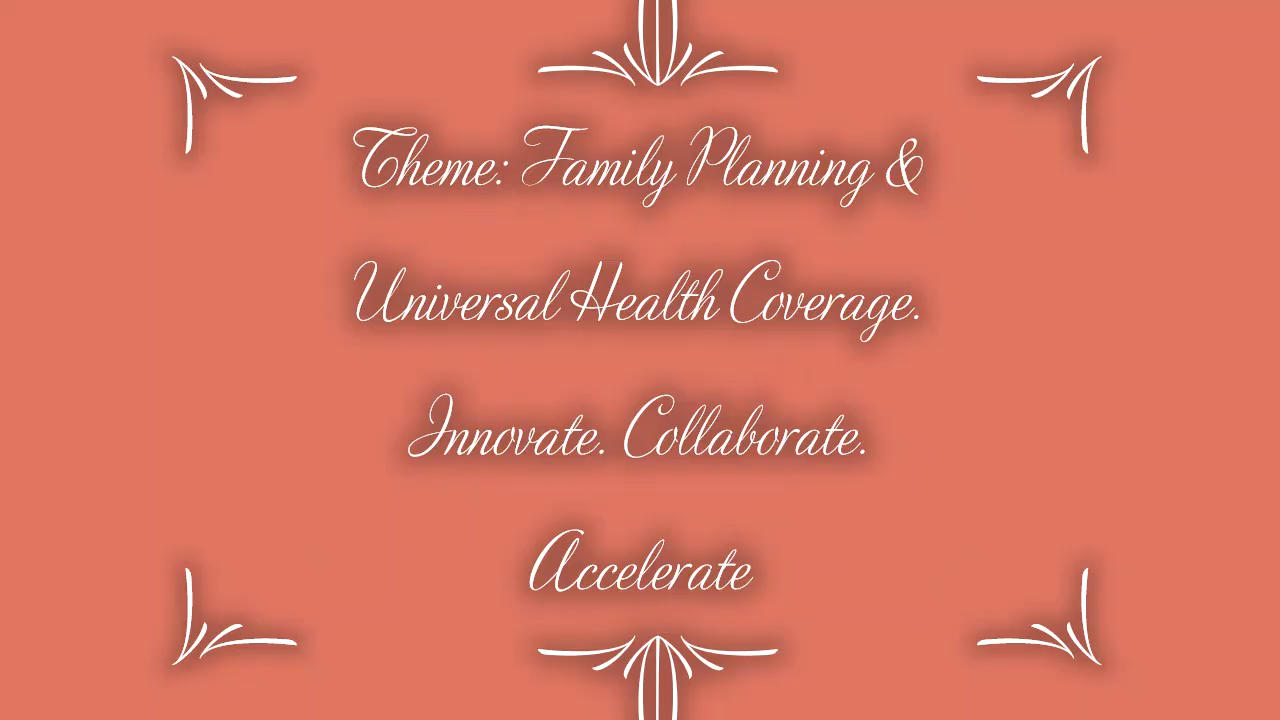 Theme: Family Planning &
Universal Health Coverage.
Innovate. Collaborate.
Accelerate